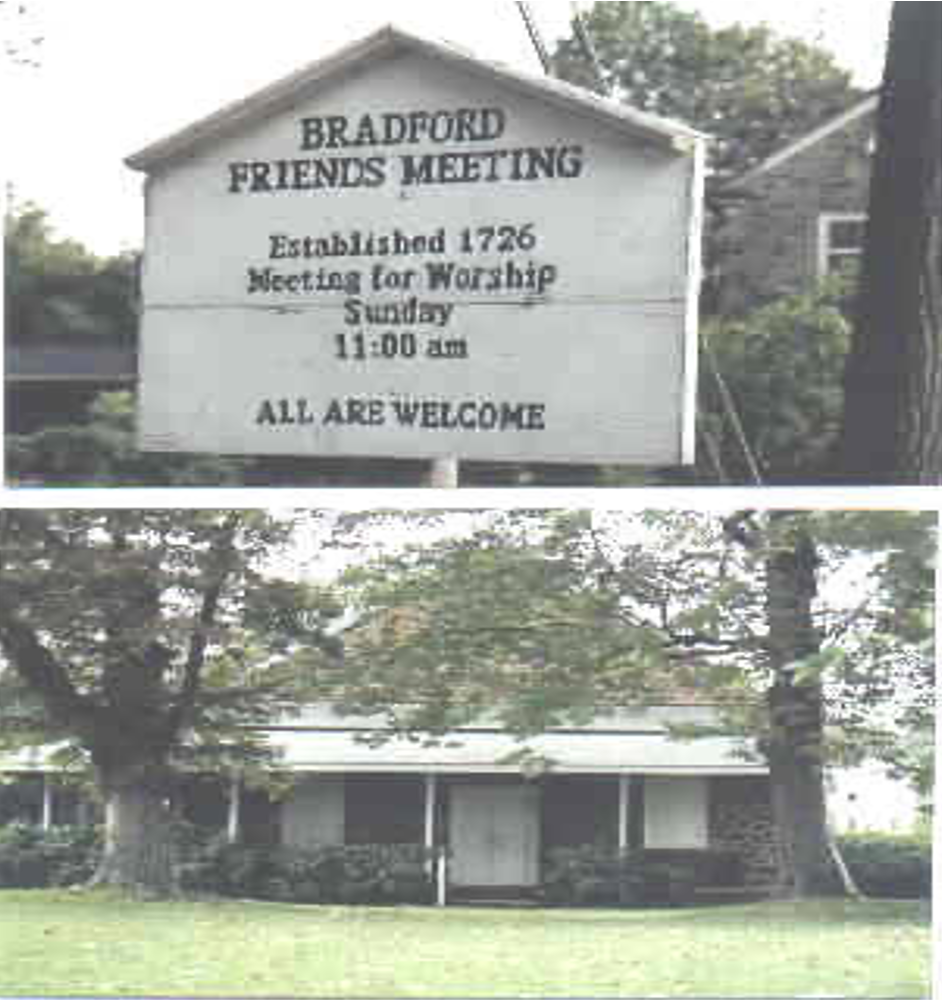 BRADFORD
FRIENDS MEETING
Established 1726
Meeting for Worship
Sunday
11:00 am
ALL ARE WELCOME